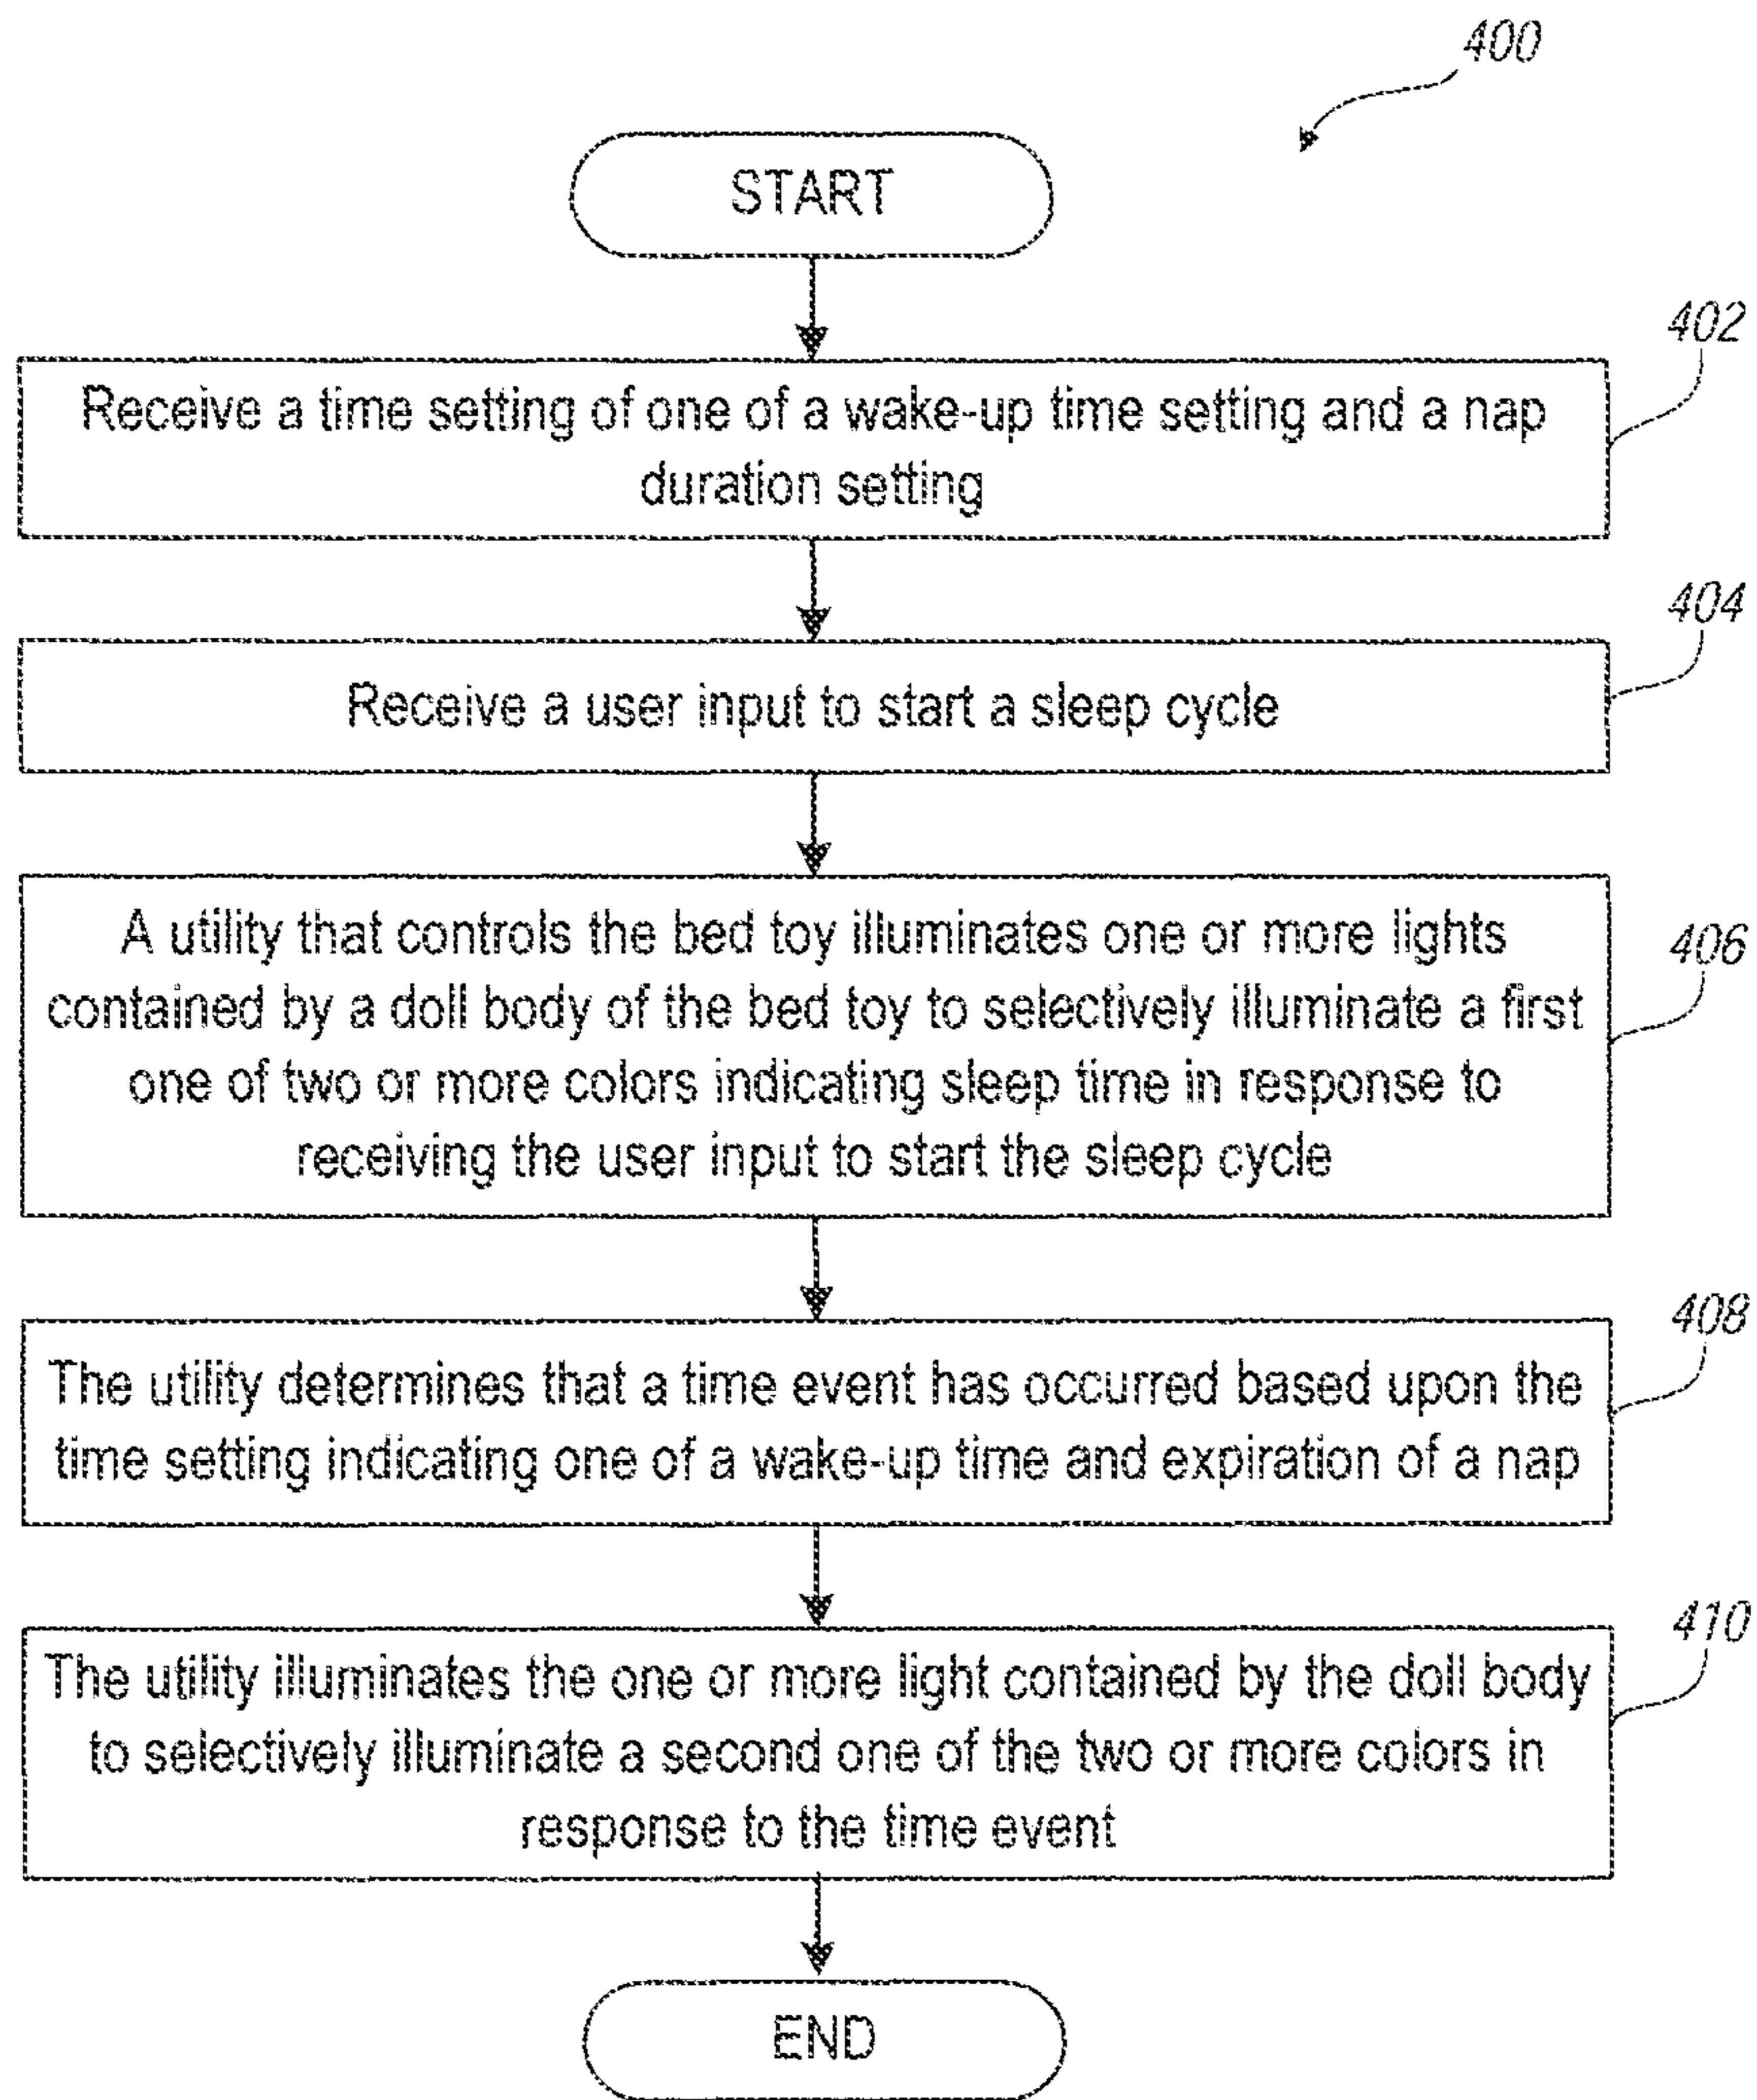 400
START
402
Receive a time setting of one of a wake-up time setting and a nap
duration setting
404
Receive a user input to start a sleep cycle
A utility that controls the bed toy illuminates one or more lights
406
contained by a doll body of the bed toy to selectively illuminate a first
one of two or more colors indicating sleep time in response to
receiving the user input to start the sleep cycle
408
The utility determines that a time event has occurred based upon the
time setting indicating one of a wake-up time and expiration of a nap
410
The utility illuminates the one or more light contained by the doll body
to selectively illuminate a second one of the two or more colors in
response to the time event
END